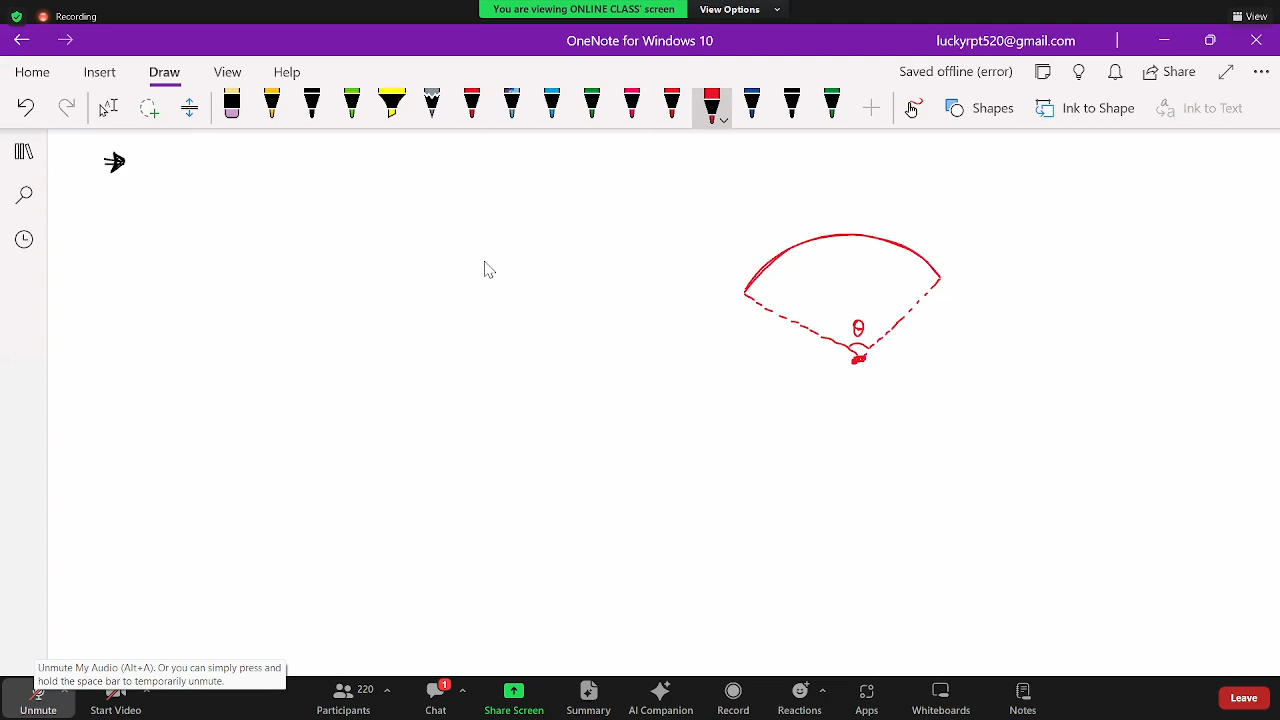 Recording
You are viewing ONLINE CLASS' screen
View Options
View
OneNote for Windows 10
luckyrpt520@gmail.com
Home
Insert
Draw
View
Help
Saved offline (error)
Share
Shapes
Ink to Shape
Ink to Text
θ
Unmute My Audio (Alt+A). Or you can simply press and
hold the space bar to temporarily unmute.
Unmute
Start Video
220
Participants
1
Chat
Share Screen
Summary
AI Companion
Record
Reactions
Apps
Whiteboards
Notes
Leave